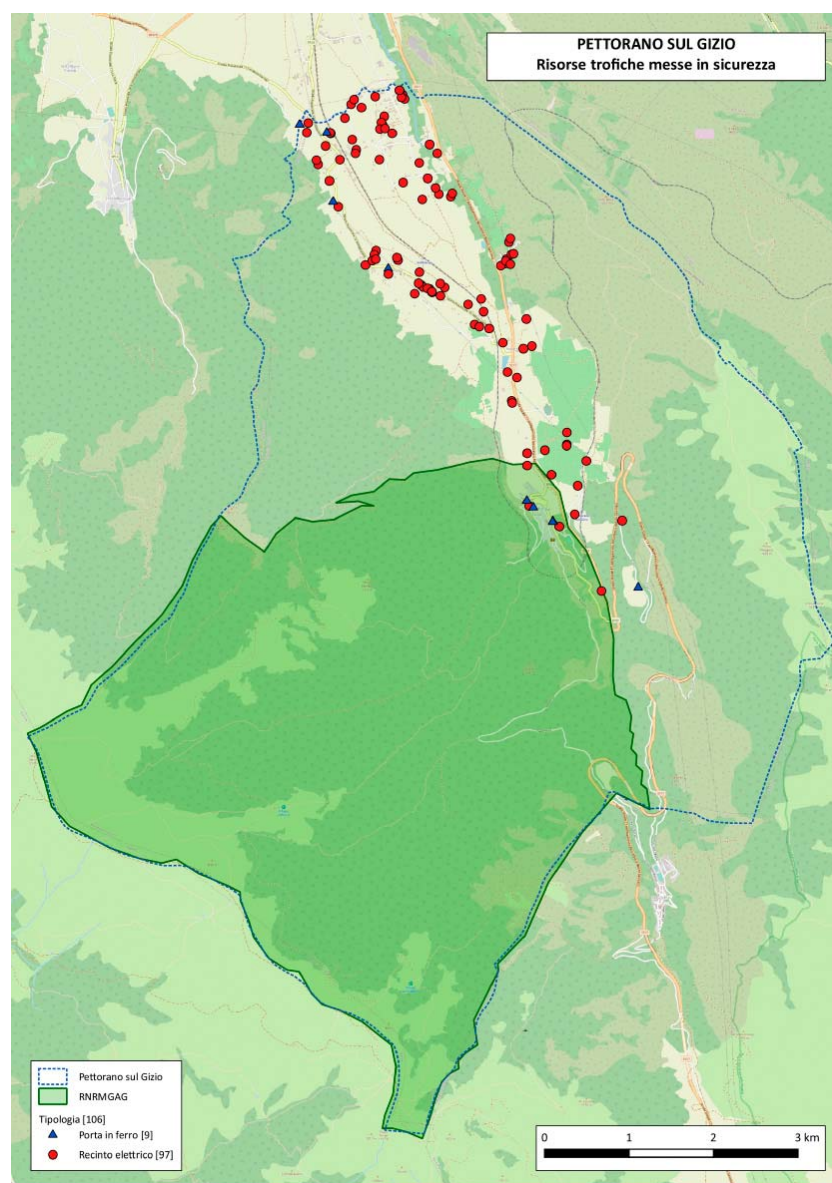 PETTORANO SUL GIZIO
Risorse trofiche messe in sicurezza
Pettorano sul Gizio
RNRMGAG
Tipologia [106]
Porta in ferro [9]
Recinto elettrico [97]
0 1 2 3 km